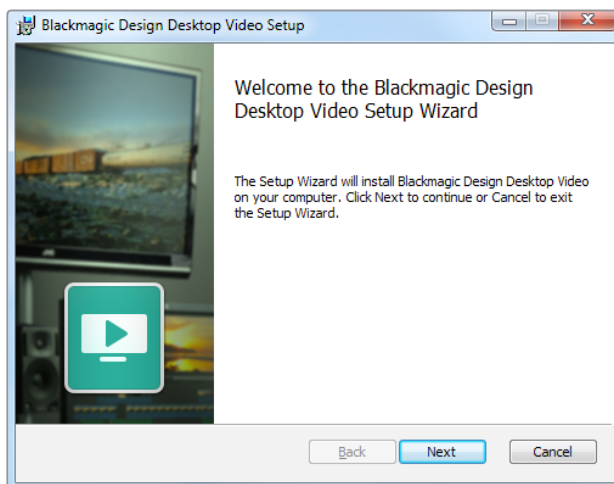 Blackmagic Design Desktop Video Setup
Welcome to the Blackmagic Design
Desktop Video Setup Wizard
The Setup Wizard will install Blackmagic Design Desktop Video
on your computer. Click Next to continue or Cancel to exit
the Setup Wizard.
Back Next Cancel